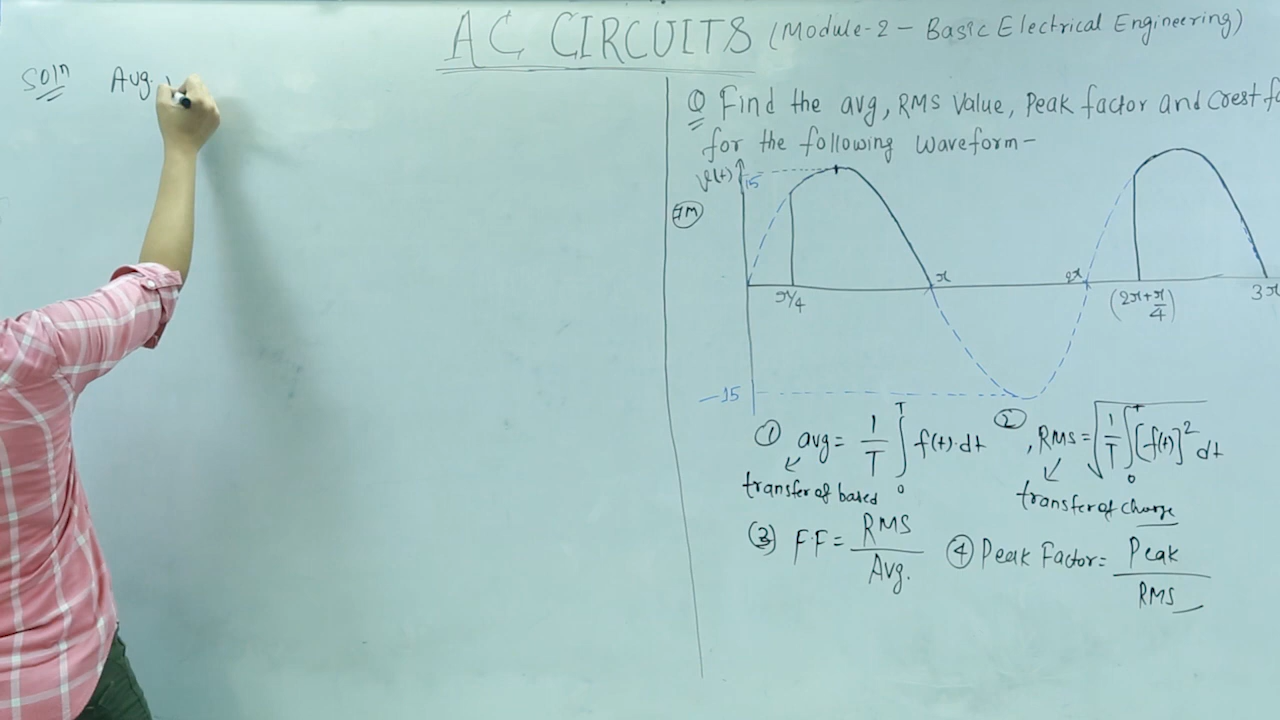 AC CIRCUITS (Module-2 - Basic Electrical Engineering)
Soln Avg.
Q Find the avg, RMS Value, Peak factor and Crest fa
for the following waveform-
v(t)
15
7M
π/4
π
2π
(2π+π/4)
3π
-15
① avg = 1/T ∫₀ᵀ f(t)·dt
transfer of based
② , RMS = √(1/T ∫₀ᵀ [f(t)]² dt
transfer of charge
③ F.F = RMS/Avg.
④ Peak Factor = Peak/RMS